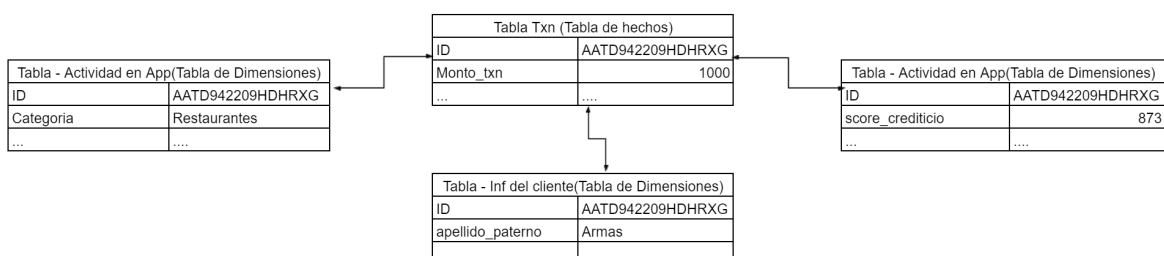 Tabla Txn (Tabla de hechos)
ID AATD942209HDHRXG
Monto_txn 1000
... ....
Tabla - Actividad en App(Tabla de Dimensiones)
ID AATD942209HDHRXG
Categoria Restaurantes
... ....
Tabla - Actividad en App(Tabla de Dimensiones)
ID AATD942209HDHRXG
score_crediticio 873
... ....
Tabla - Inf del cliente(Tabla de Dimensiones)
ID AATD942209HDHRXG
apellido_paterno Armas